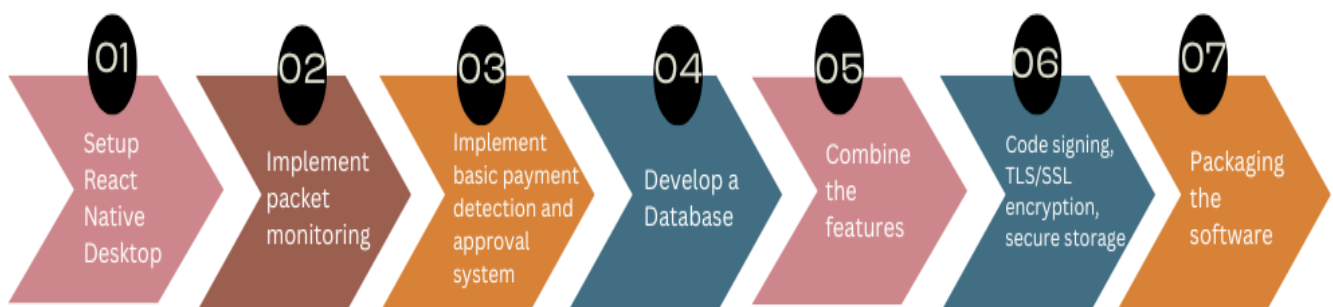 01
Setup
React
Native
Desktop
02
Implement
packet
monitoring
03
Implement
basic payment
detection and
approval
system
04
Develop a
Database
05
Combine
the
features
06
Code signing,
TLS/SSL
encryption,
secure storage
07
Packaging
the
software